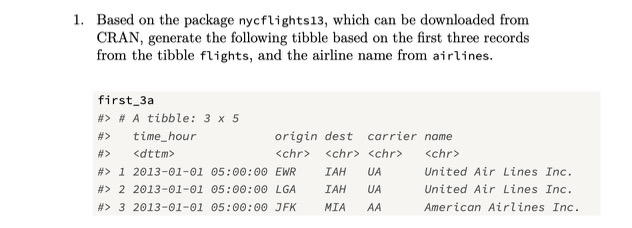 1. Based on the package nycflights13, which can be downloaded from
CRAN, generate the following tibble based on the first three records
from the tibble flights, and the airline name from airlines.
first_3a
#> # A tibble: 3 x 5
#>   time_hour           origin dest  carrier name
#>   <dttm>              <chr>  <chr> <chr>   <chr>
#> 1 2013-01-01 05:00:00 EWR    IAH   UA      United Air Lines Inc.
#> 2 2013-01-01 05:00:00 LGA    IAH   UA      United Air Lines Inc.
#> 3 2013-01-01 05:00:00 JFK    MIA   AA      American Airlines Inc.